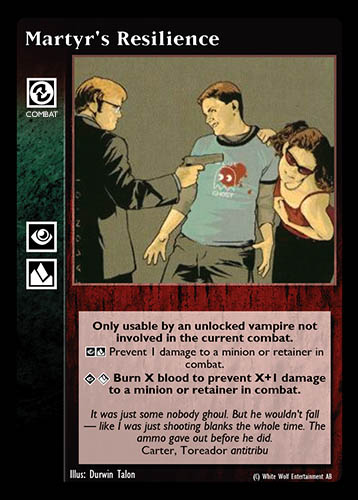 Martyr's Resilience
COMBAT
GHOST
Only usable by an unlocked vampire not
involved in the current combat.
Prevent 1 damage to a minion or retainer in
combat.
Burn X blood to prevent X+1 damage
to a minion or retainer in combat.
It was just some nobody ghoul. But he wouldn't fall
— like I was just shooting blanks the whole time. The
ammo gave out before he did.
Carter, Toreador antitribu
Illus: Durwin Talon
(C) White Wolf Entertainment AB